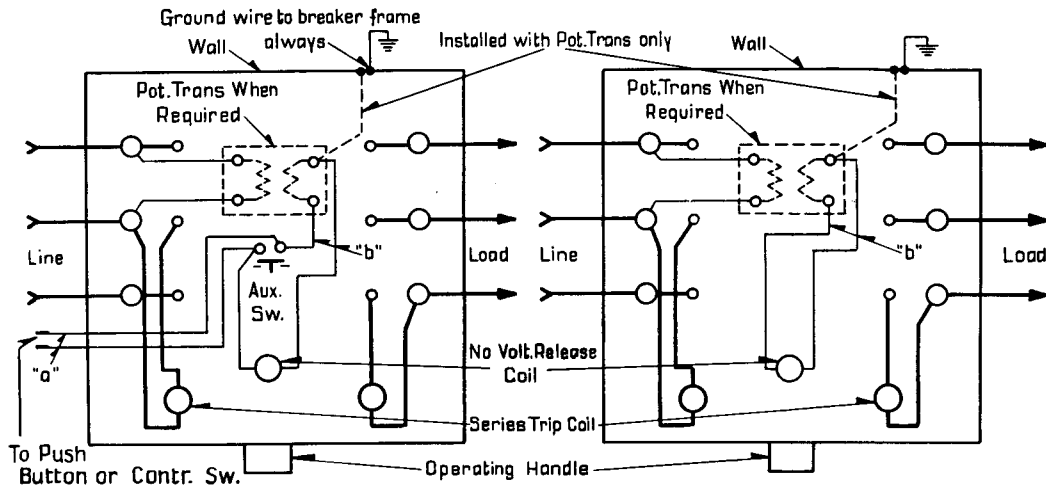 Ground wire to breaker frame
always
Wall
Installed with Pot.Trans only
Wall
Pot.Trans When
Required
Pot.Trans When
Required
"b"
"b"
Line
Load
Line
Load
Aux.
Sw.
"a"
No Volt.Release
Coil
Series Trip Coil
To Push
Button or Contr. Sw.
Operating Handle